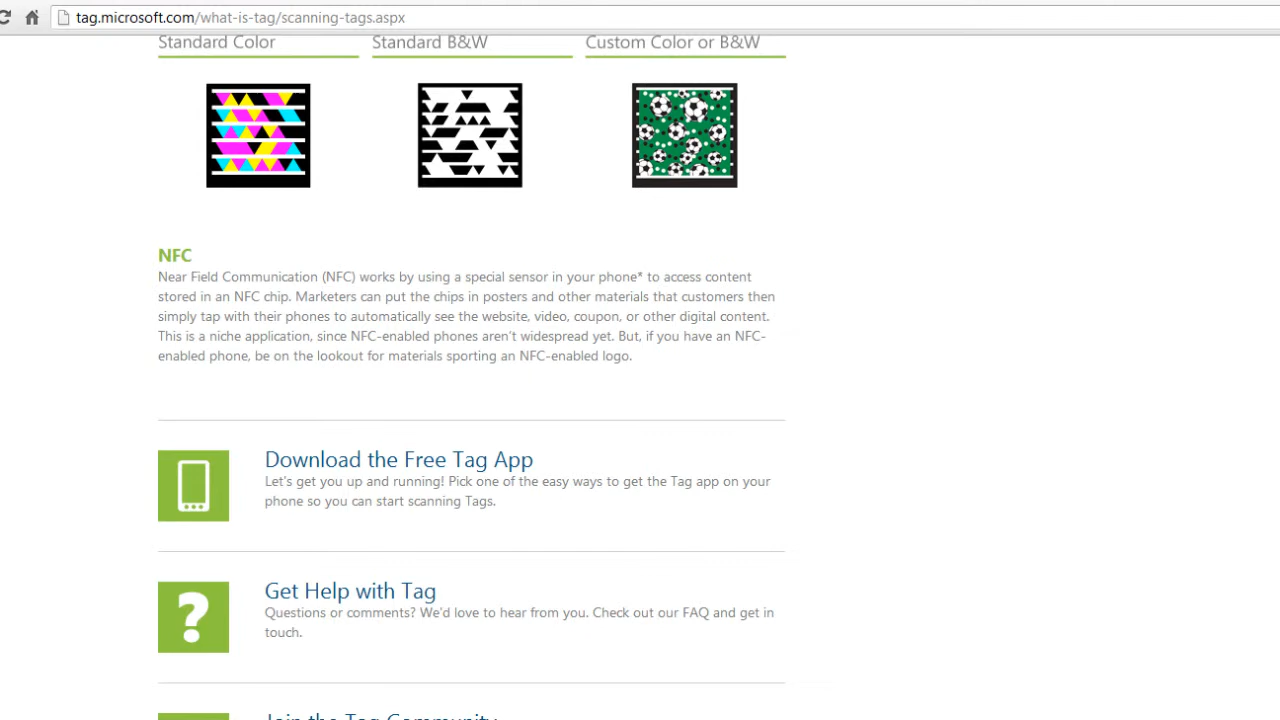 tag.microsoft.com/what-is-tag/scanning-tags.aspx
Standard Color
Standard B&W
Custom Color or B&W
NFC
Near Field Communication (NFC) works by using a special sensor in your phone* to access content
stored in an NFC chip. Marketers can put the chips in posters and other materials that customers then
simply tap with their phones to automatically see the website, video, coupon, or other digital content.
This is a niche application, since NFC-enabled phones aren't widespread yet. But, if you have an NFC-
enabled phone, be on the lookout for materials sporting an NFC-enabled logo.
Download the Free Tag App
Let's get you up and running! Pick one of the easy ways to get the Tag app on your
phone so you can start scanning Tags.
Get Help with Tag
Questions or comments? We'd love to hear from you. Check out our FAQ and get in
touch.
Join the Tag Community